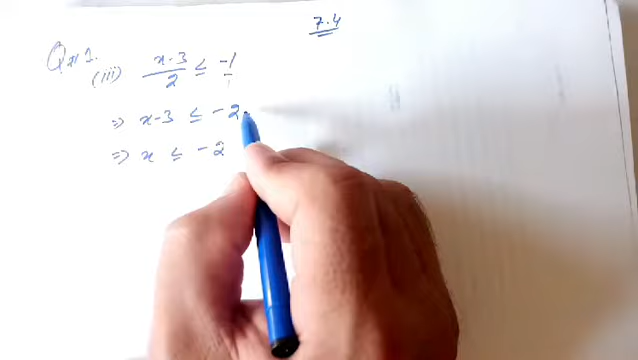 7.4
Q#1.
(iii) x-3/2 ≤ -1/1
⇒ x-3 ≤ -2
⇒ x ≤ -2